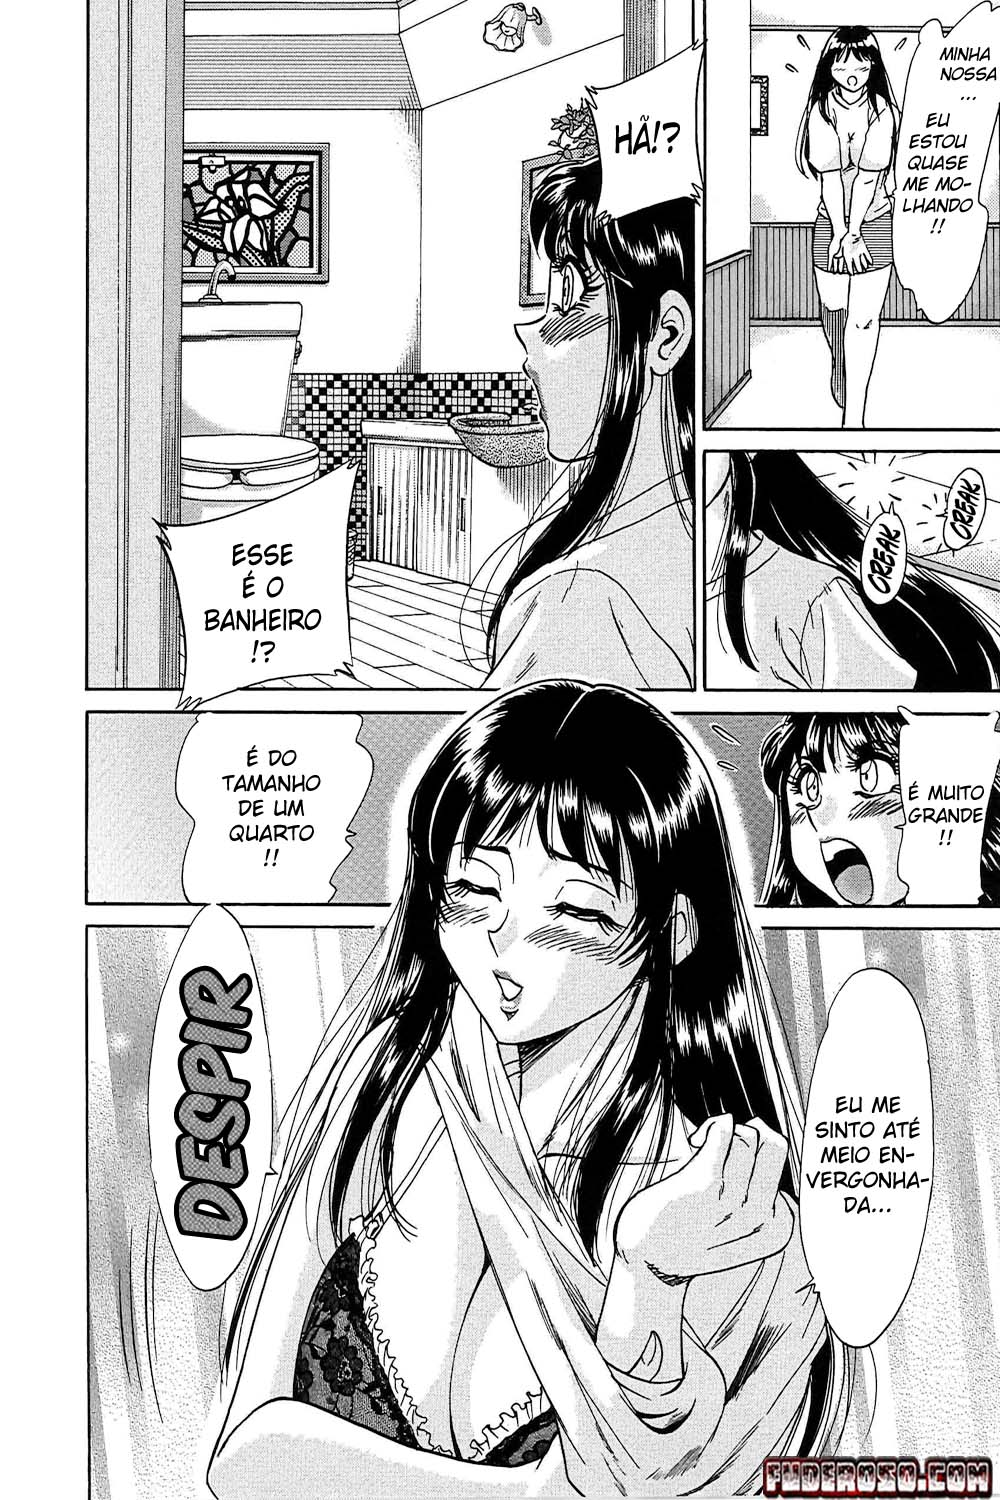 MINHA
NOSSA
...
EU
ESTOU
QUASE
ME MO-
LHANDO
!!
HÃ!?
ESSE
É O
BANHEIRO
!?
CREAK
CREAK
É MUITO
GRANDE
É DO
TAMANHO
DE UM
QUARTO
!!
EU ME
SINTO ATÉ
MEIO EN-
VERGONHA-
DA...
DESPIR
FUDEROSO.COM